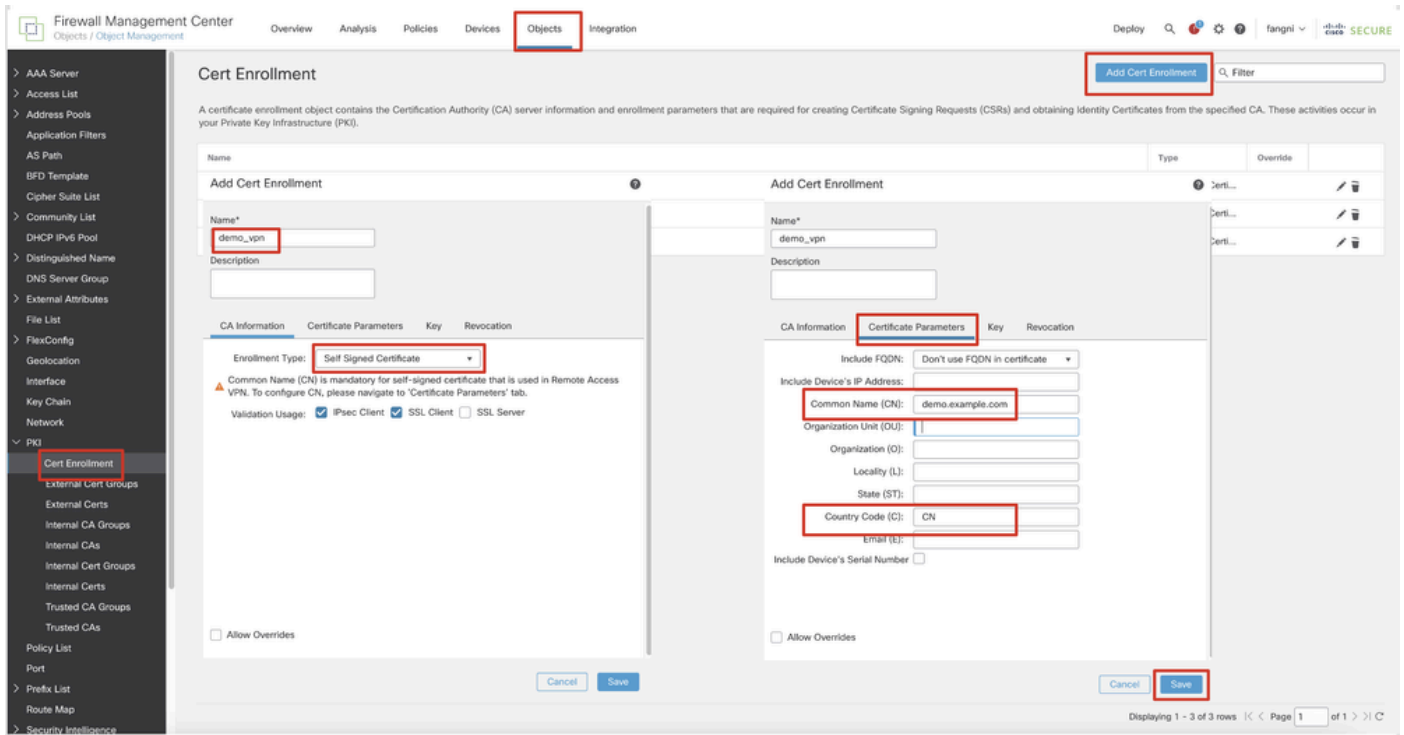 Firewall Management Center
Objects / Object Management
Overview Analysis Policies Devices Objects Integration
Deploy fangni SECURE
cisco
AAA Server
Access List
Address Pools
Application Filters
AS Path
BFD Template
Cipher Suite List
Community List
DHCP IPv6 Pool
Distinguished Name
DNS Server Group
External Attributes
File List
FlexConfig
Geolocation
Interface
Key Chain
Network
PKI
Cert Enrollment
External Cert Groups
External Certs
Internal CA Groups
Internal CAs
Internal Cert Groups
Internal Certs
Trusted CA Groups
Trusted CAs
Policy List
Port
Prefix List
Route Map
Security Intelligence
Cert Enrollment
Add Cert Enrollment
Filter
A certificate enrollment object contains the Certification Authority (CA) server information and enrollment parameters that are required for creating Certificate Signing Requests (CSRs) and obtaining Identity Certificates from the specified CA. These activities occur in
your Private Key Infrastructure (PKI).
Name Type Override
Add Cert Enrollment
Name*
demo_vpn
Description
CA Information Certificate Parameters Key Revocation
Enrollment Type: Self Signed Certificate
Common Name (CN) is mandatory for self-signed certificate that is used in Remote Access
VPN. To configure CN, please navigate to 'Certificate Parameters' tab.
Validation Usage: IPsec Client SSL Client SSL Server
Allow Overrides
Cancel Save
Add Cert Enrollment
Name*
demo_vpn
Description
CA Information Certificate Parameters Key Revocation
Include FQDN: Don't use FQDN in certificate
Include Device's IP Address:
Common Name (CN): demo.example.com
Organization Unit (OU):
Organization (O):
Locality (L):
State (ST):
Country Code (C): CN
Email (E):
Include Device's Serial Number
Allow Overrides
Cancel Save
Certi...
Certi...
Certi...
Displaying 1 - 3 of 3 rows |< < Page 1 of 1 > >|